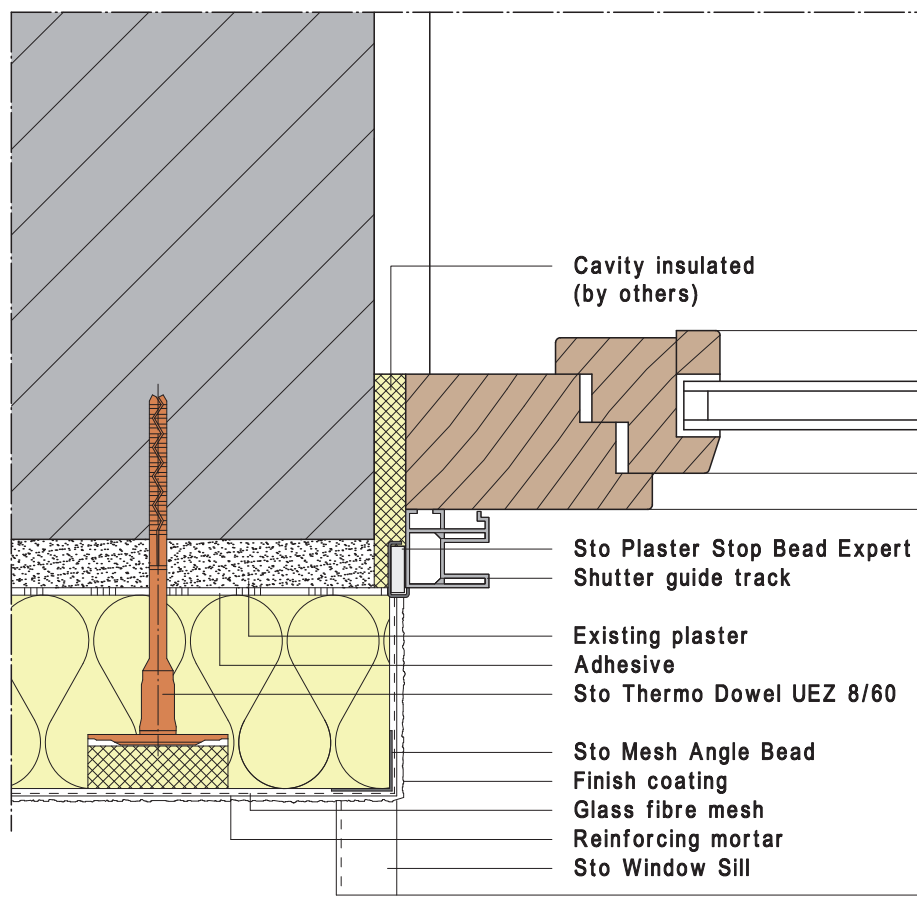 Cavity insulated
(by others)
Sto Plaster Stop Bead Expert
Shutter guide track
Existing plaster
Adhesive
Sto Thermo Dowel UEZ 8/60
Sto Mesh Angle Bead
Finish coating
Glass fibre mesh
Reinforcing mortar
Sto Window Sill